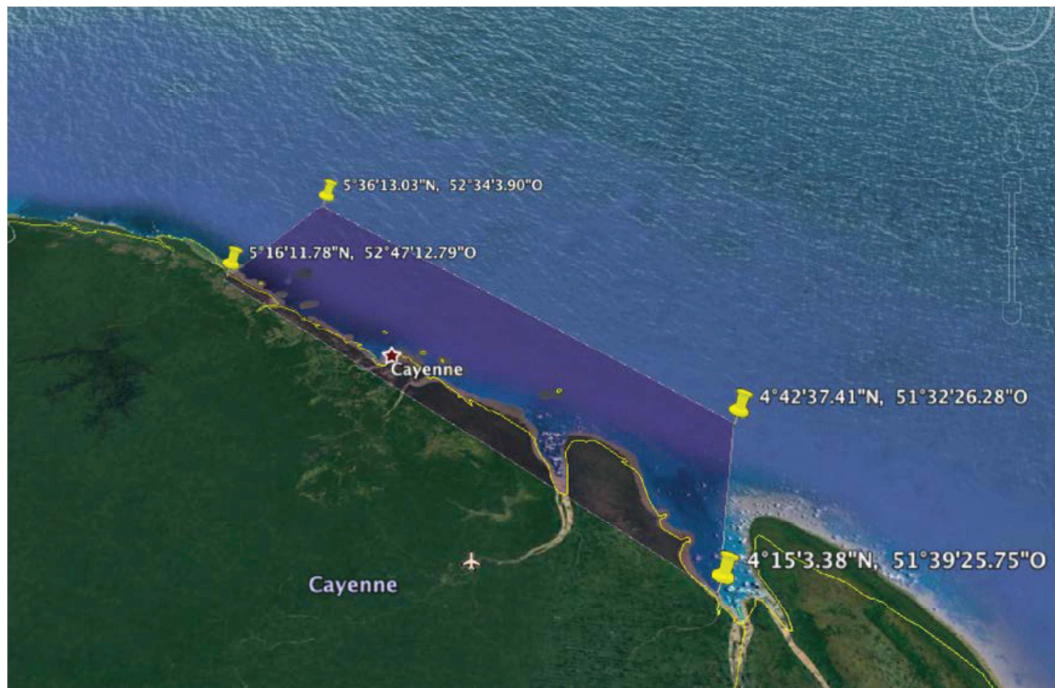 5°36'13.03"N, 52°34'3.90"O
5°16'11.78"N, 52°47'12.79"O
Cayenne
4°42'37.41"N, 51°32'26.28"O
4°15'3.38"N, 51°39'25.75"O
Cayenne